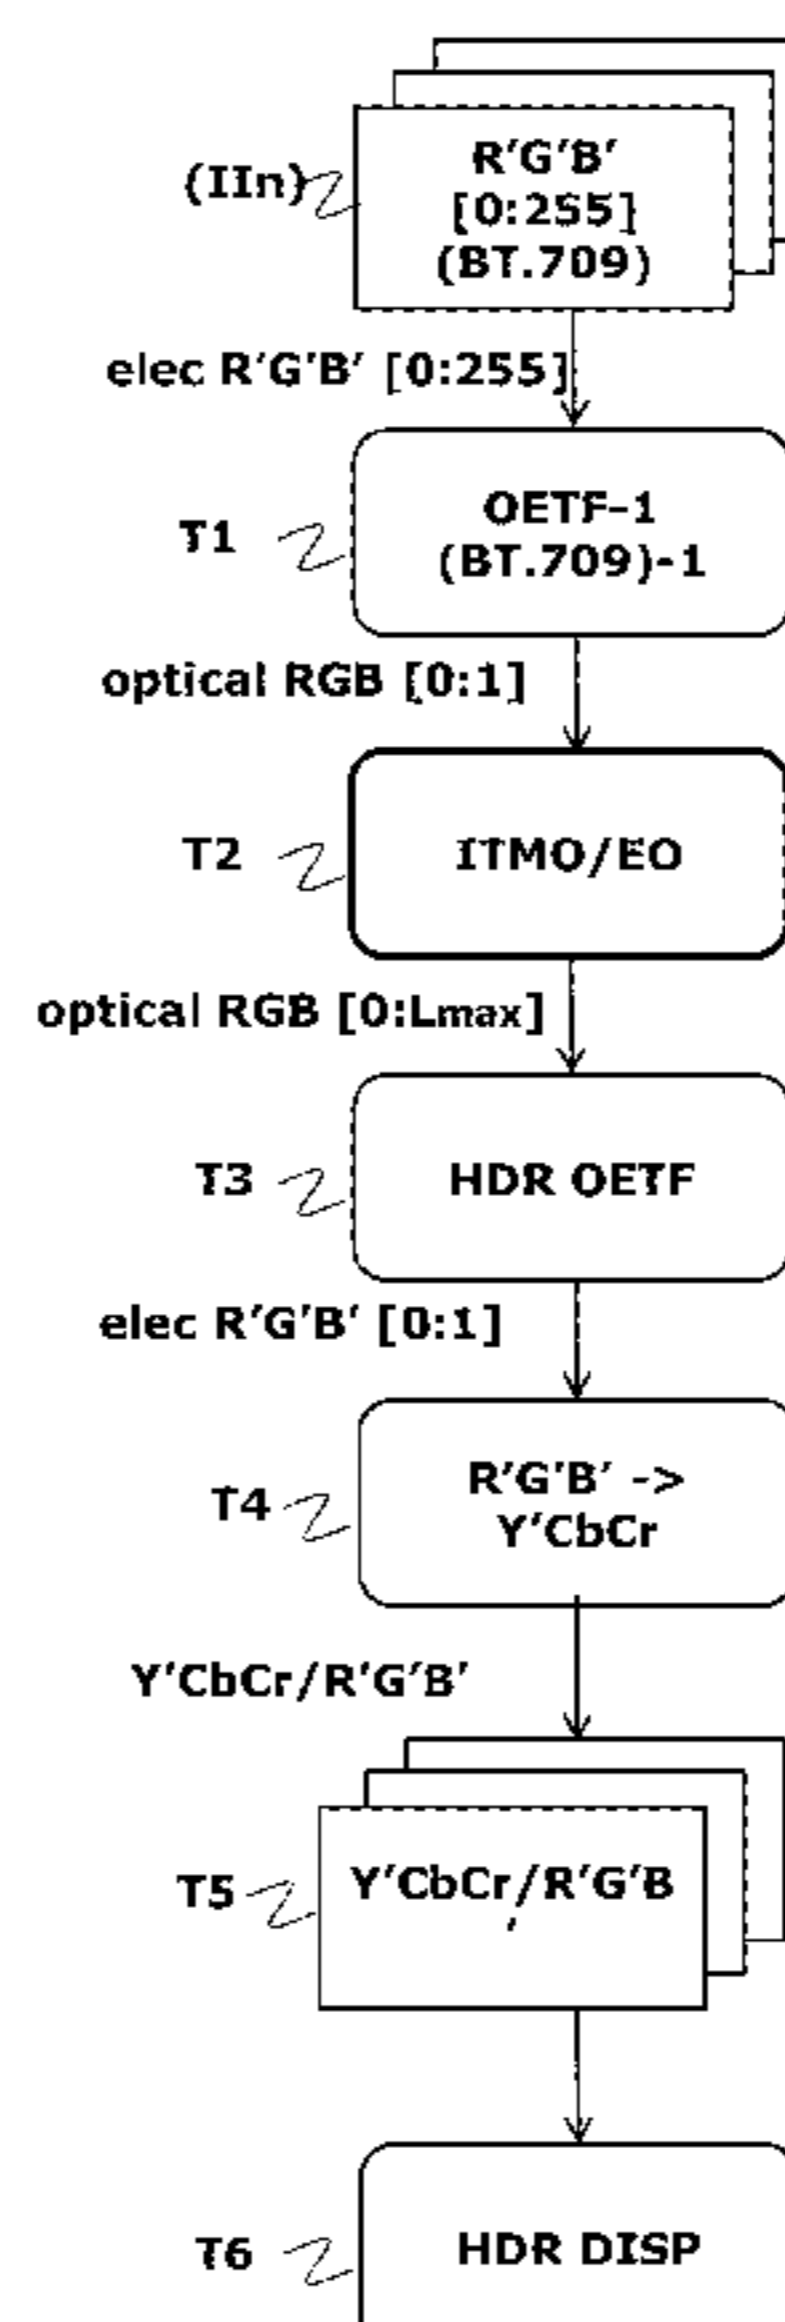 R'G'B'
[0:255]
(BT.709)
(IIn)
elec R'G'B' [0:255]
OETF-1
(BT.709)-1
T1
optical RGB [0:1]
T2
ITMO/EO
optical RGB [0:Lmax]
T3
HDR OETF
elec R'G'B' [0:1]
R'G'B' ->
Y'CbCr
T4
Y'CbCr/R'G'B'
Y'CbCr/R'G'B
'
T5
T6
HDR DISP